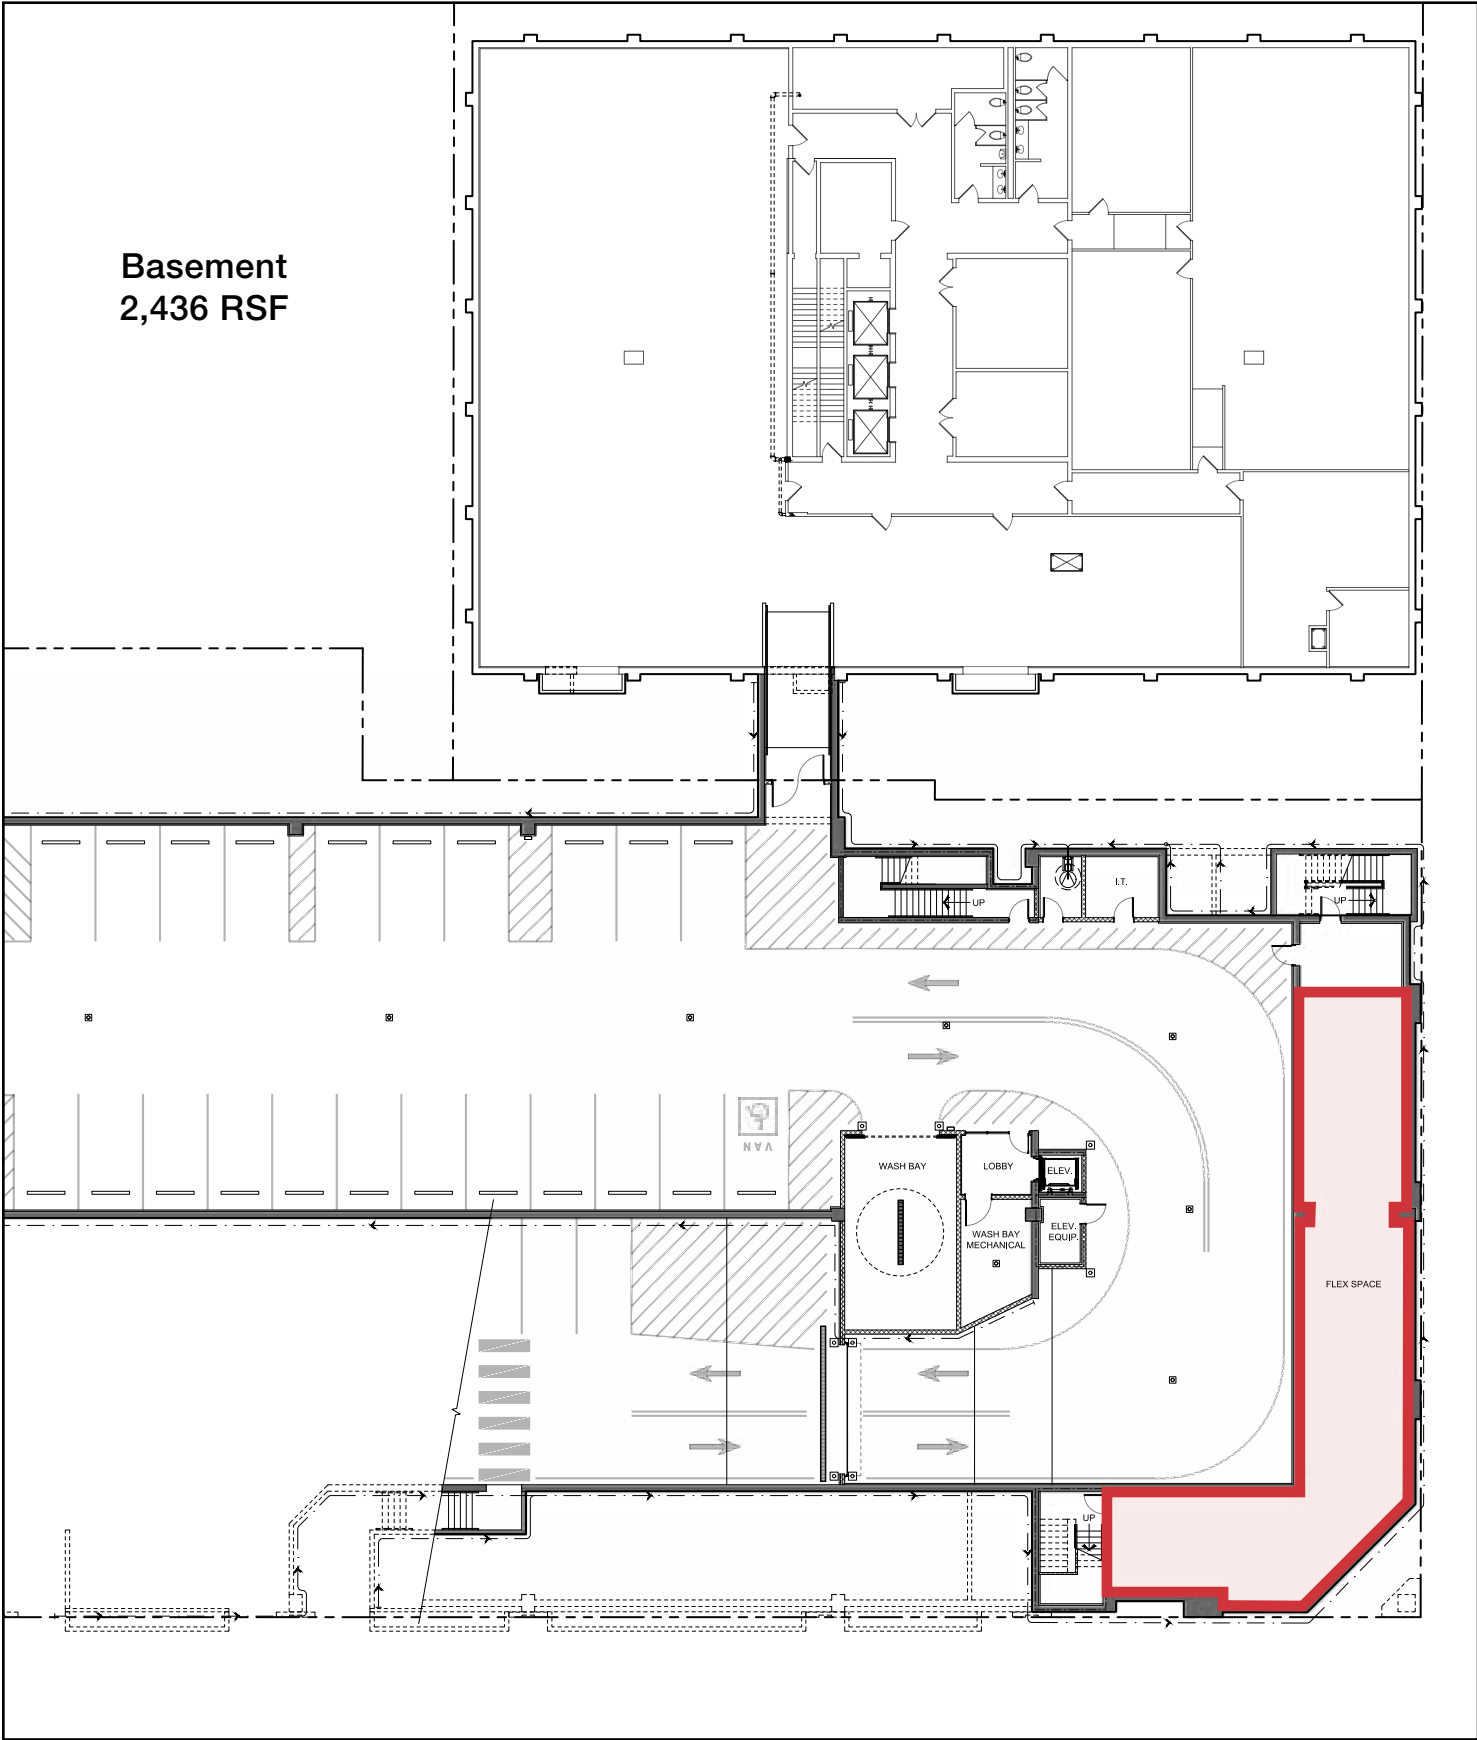 Basement
2,436 RSF
UP
I.T.
UP
VAN
WASH BAY
LOBBY
ELEV.
WASH BAY
MECHANICAL
ELEV.
EQUIP.
FLEX SPACE
UP